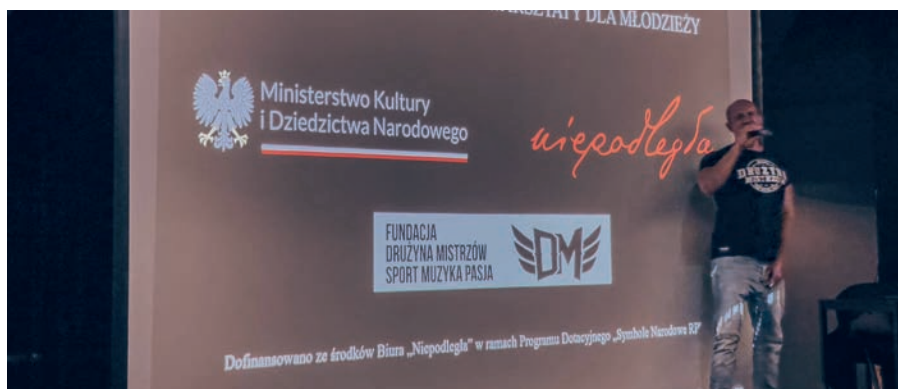 DLA MŁODZIEŻY
Ministerstwo Kultury
i Dziedzictwa Narodowego
niepodległa
FUNDACJA
DRUŻYNA MISTRZÓW
SPORT MUZYKA PASJA
DM
DRUŻYNA
Dofinansowano ze środków Biura „Niepodległa” w ramach Programu Dotacyjnego „Symbole Narodowe RP”